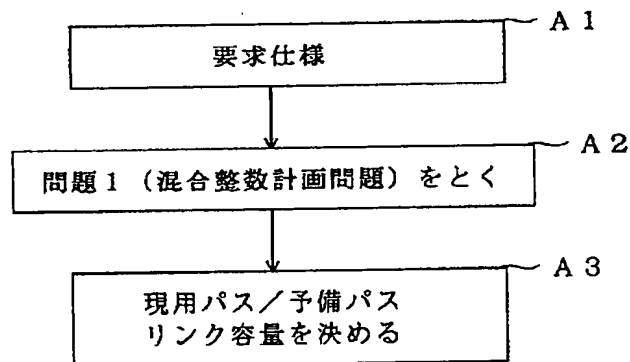 A1
要求仕様
A2
問題1（混合整数計画問題）をとく
A3
現用パス／予備パス
リンク容量を決める